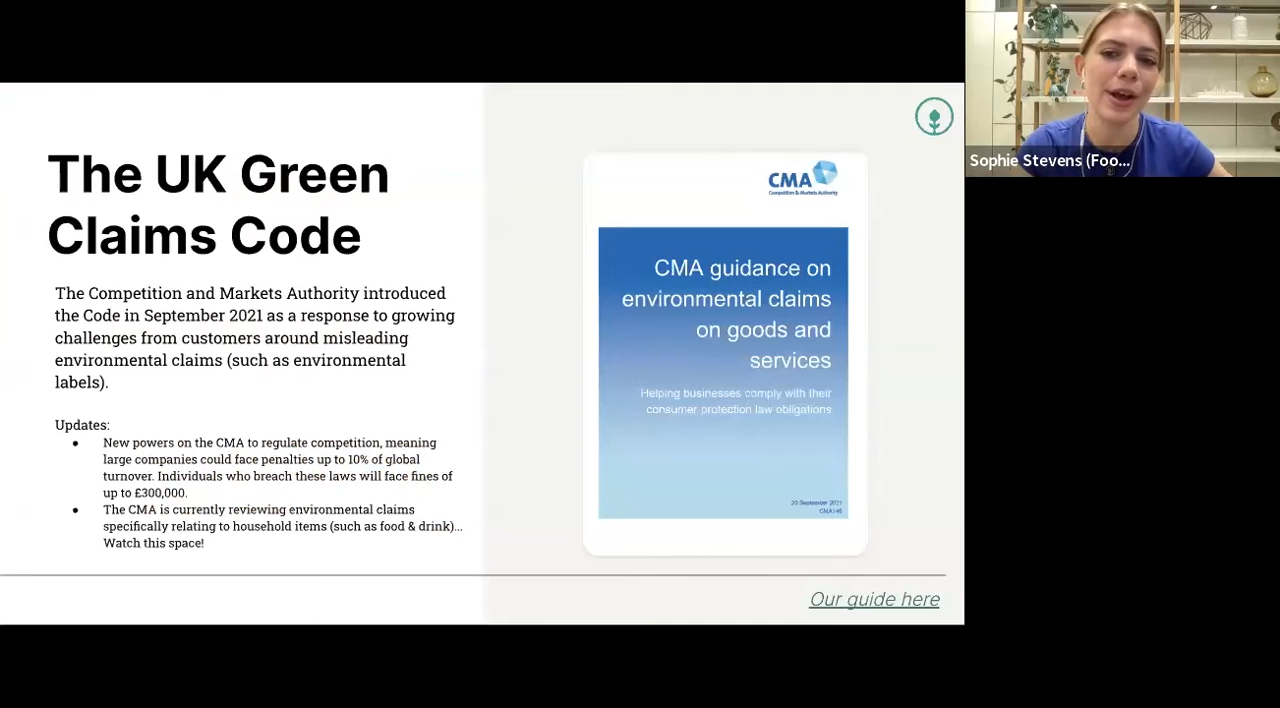 The UK Green
Claims Code
The Competition and Markets Authority introduced
the Code in September 2021 as a response to growing
challenges from customers around misleading
environmental claims (such as environmental
labels).
Updates:
● New powers on the CMA to regulate competition, meaning
large companies could face penalties up to 10% of global
turnover. Individuals who breach these laws will face fines of
up to £300,000.
● The CMA is currently reviewing environmental claims
specifically relating to household items (such as food & drink)...
Watch this space!
CMA
Competition & Markets Authority
CMA guidance on
environmental claims
on goods and
services
Helping businesses comply with their
consumer protection law obligations
20 September 2021
CMA146
Our guide here
Sophie Stevens (Foo...